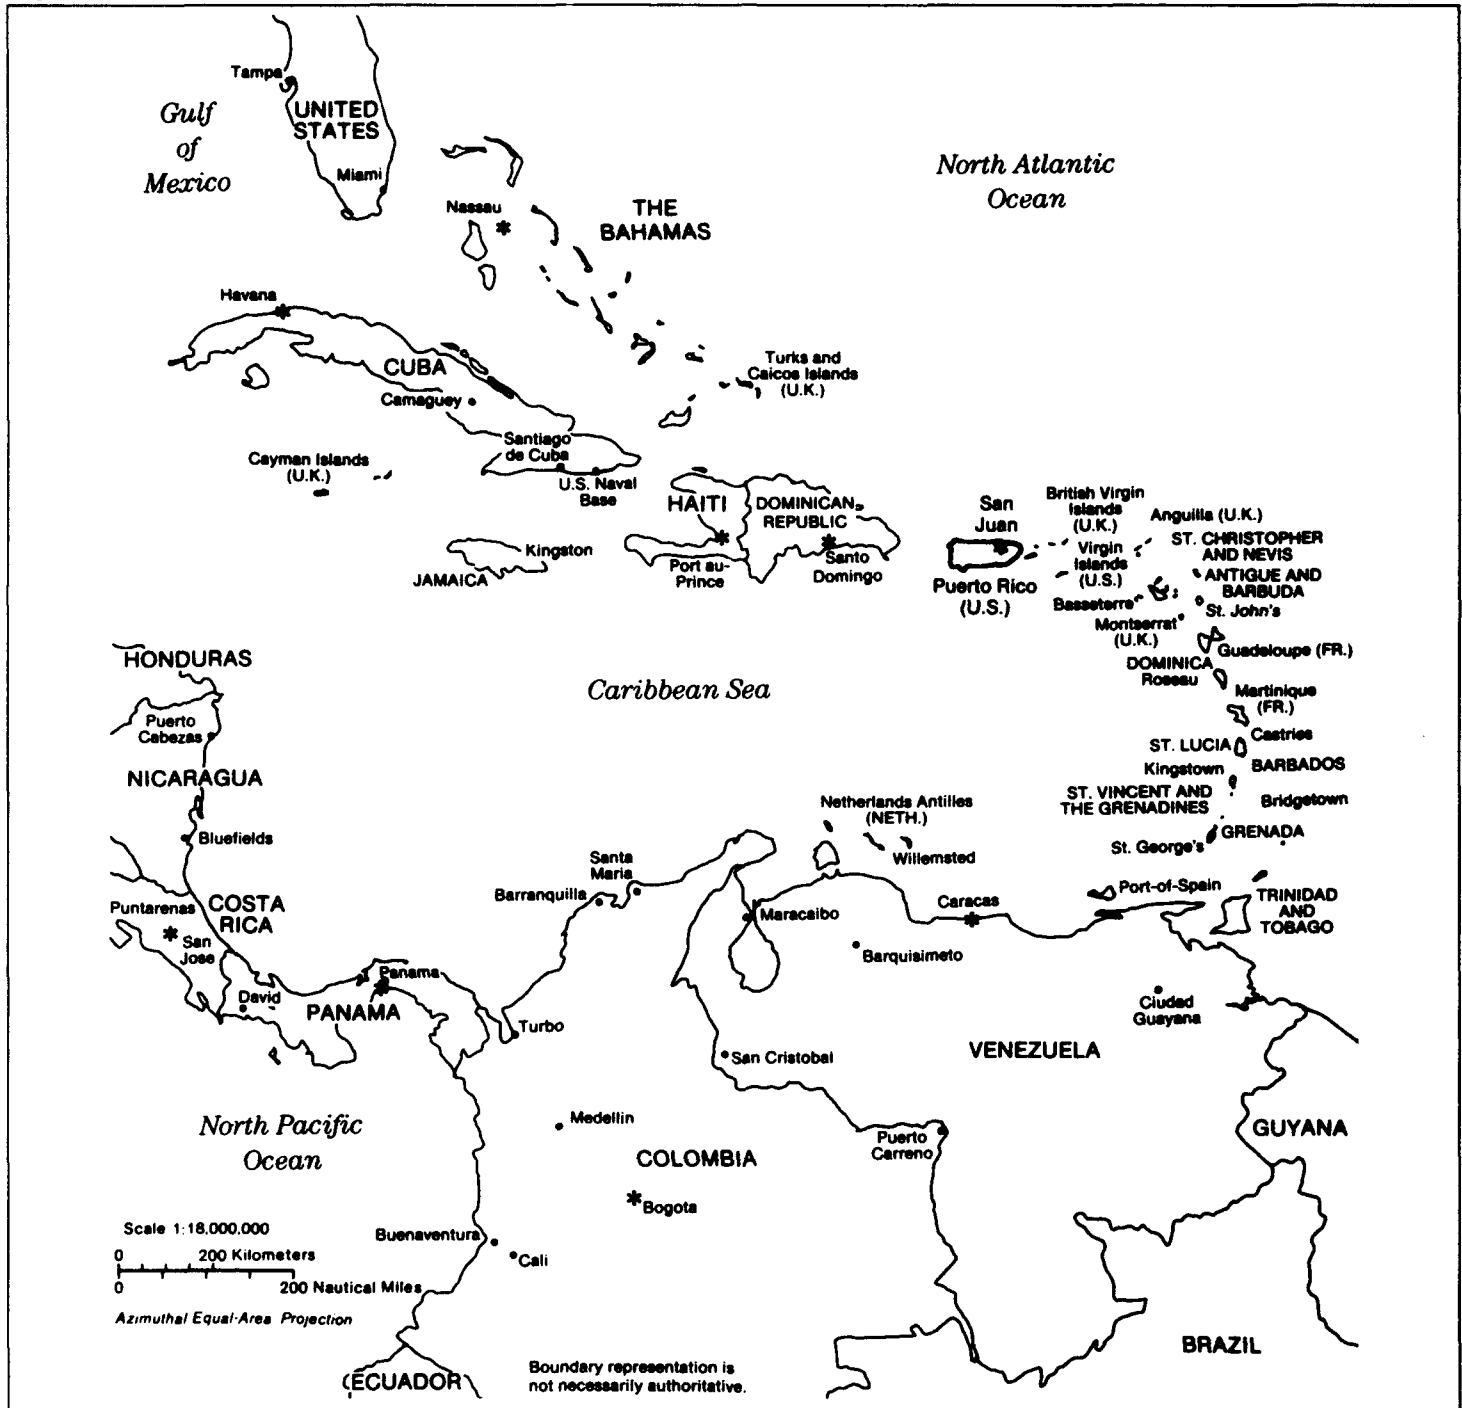 Tampa
Gulf
of
Mexico
UNITED
STATES
Miami
North Atlantic
Ocean
Nassau
THE
BAHAMAS
Havana
CUBA
Camaguey
Turks and
Caicos Islands
(U.K.)
Santiago
de Cuba
U.S. Naval
Base
Cayman Islands
(U.K.)
HAITI
DOMINICAN
REPUBLIC
Port au-
Prince
Santo
Domingo
Kingston
JAMAICA
San
Juan
Puerto Rico
(U.S.)
British Virgin
Islands
(U.K.)
Virgin
Islands
(U.S.)
Anguilla (U.K.)
ST. CHRISTOPHER
AND NEVIS
ANTIGUE AND
BARBUDA
Basseterre
St. John's
Montserrat
(U.K.)
Guadeloupe (FR.)
DOMINICA
Roseau
Martinique
(FR.)
Castries
ST. LUCIA
Kingstown
BARBADOS
ST. VINCENT AND
THE GRENADINES
Bridgetown
GRENADA
St. George's
HONDURAS
Caribbean Sea
Puerto
Cabezas
NICARAGUA
Bluefields
Netherlands Antilles
(NETH.)
Willemsted
Santa
Maria
Barranquilla
Maracaibo
Caracas
Port-of-Spain
TRINIDAD
AND
TOBAGO
Puntarenas
COSTA
RICA
San
Jose
Barquisimeto
David
Panama
PANAMA
Turbo
Ciudad
Guayana
San Cristobal
VENEZUELA
North Pacific
Ocean
Medellin
COLOMBIA
Puerto
Carreno
GUYANA
Bogota
Buenaventura
Cali
Scale 1:18,000,000
0 200 Kilometers
0 200 Nautical Miles
Azimuthal Equal-Area Projection
BRAZIL
ECUADOR
Boundary representation is
not necessarily authoritative.